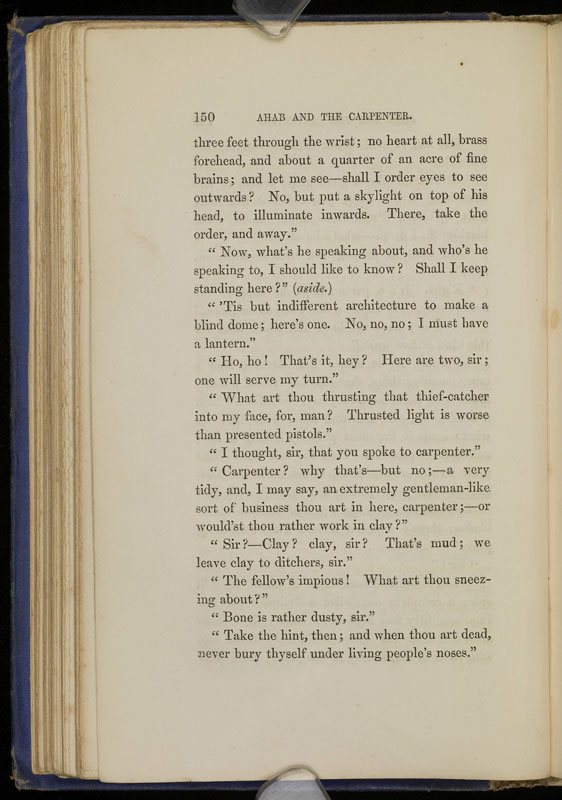 150 AHAB AND THE CARPENTER.
three feet through the wrist; no heart at all, brass
forehead, and about a quarter of an acre of fine
brains; and let me see—shall I order eyes to see
outwards? No, but put a skylight on top of his
head, to illuminate inwards. There, take the
order, and away.”
“ Now, what’s he speaking about, and who’s he
speaking to, I should like to know? Shall I keep
standing here?” (aside.)
“ ’Tis but indifferent architecture to make a
blind dome; here’s one. No, no, no; I must have
a lantern.”
“ Ho, ho! That’s it, hey? Here are two, sir;
one will serve my turn.”
“ What art thou thrusting that thief-catcher
into my face, for, man? Thrusted light is worse
than presented pistols.”
“ I thought, sir, that you spoke to carpenter.”
“ Carpenter? why that’s—but no;—a very
tidy, and, I may say, an extremely gentleman-like
sort of business thou art in here, carpenter;—or
would’st thou rather work in clay?”
“ Sir?—Clay? clay, sir? That’s mud; we
leave clay to ditchers, sir.”
“ The fellow’s impious! What art thou sneez-
ing about?”
“ Bone is rather dusty, sir.”
“ Take the hint, then; and when thou art dead,
never bury thyself under living people’s noses.”